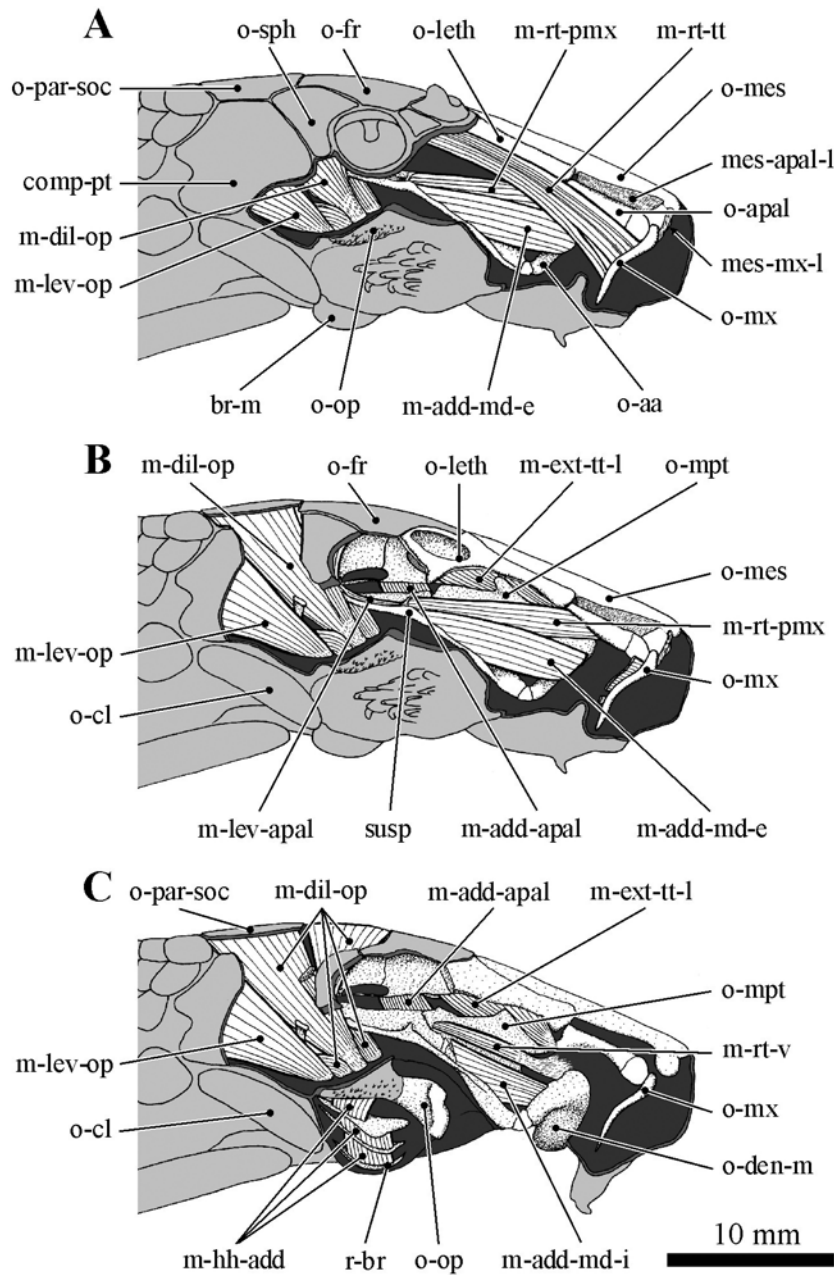 A
o-sph o-fr o-leth m-rt-pmx m-rt-tt
o-par-soc
o-mes
comp-pt
mes-apal-l
m-dil-op
o-apal
m-lev-op
mes-mx-l
o-mx
br-m o-op m-add-md-e o-aa
B
m-dil-op o-fr o-leth m-ext-tt-l o-mpt
o-mes
m-lev-op
m-rt-pmx
o-cl
o-mx
m-lev-apal susp m-add-apal m-add-md-e
C
o-par-soc m-dil-op m-add-apal m-ext-tt-l
o-mpt
m-lev-op
m-rt-v
o-cl
o-mx
o-den-m
m-hh-add r-br o-op m-add-md-i
10 mm